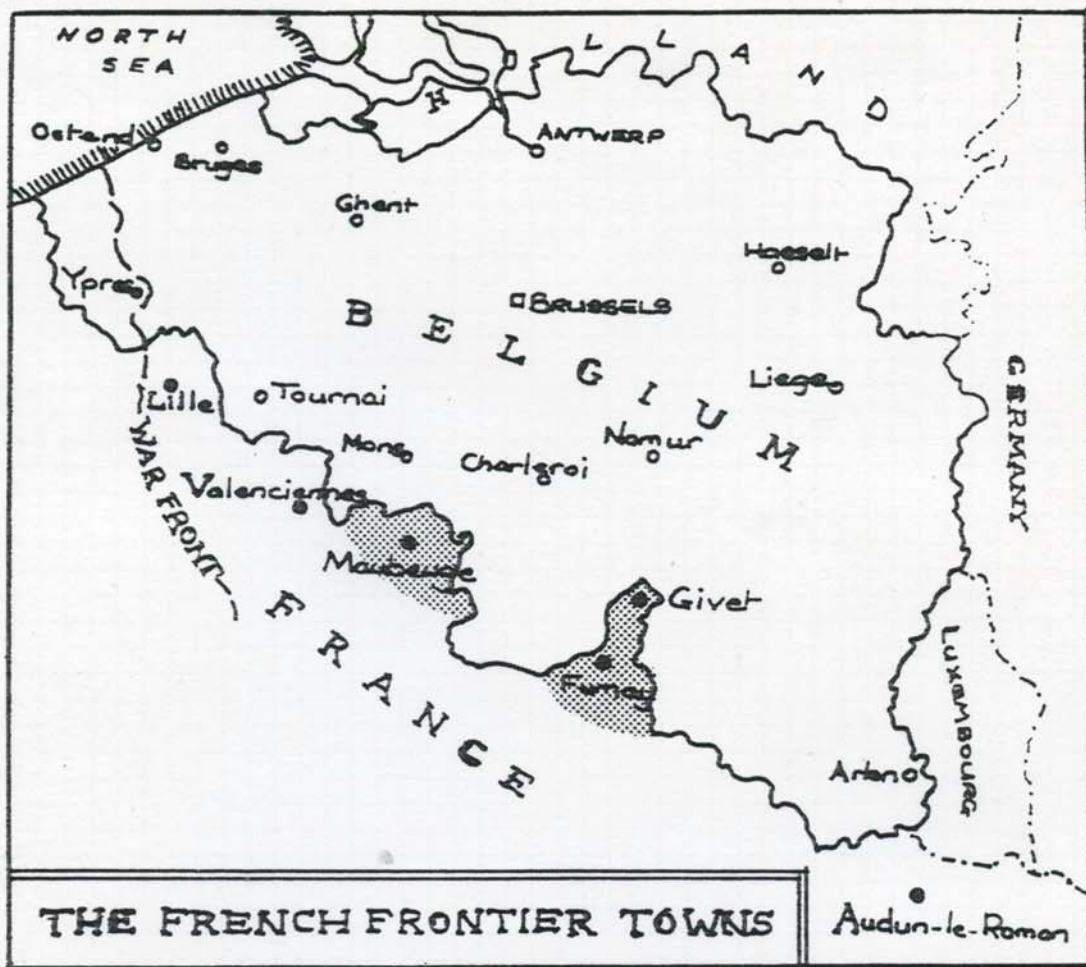 NORTH
SEA
HOLLAND
Ostend
Bruges
ANTWERP
Ghent
Hasselt
Ypres
BRUSSELS
BELGIUM
GERMANY
Liege
Lille
Tournai
Mons
Charleroi
Namur
WAR FRONT
Valenciennes
Maubeuge
Givet
FRANCE
Fumay
LUXEMBOURG
Arlon
THE FRENCH FRONTIER TOWNS
Audun-le-Roman